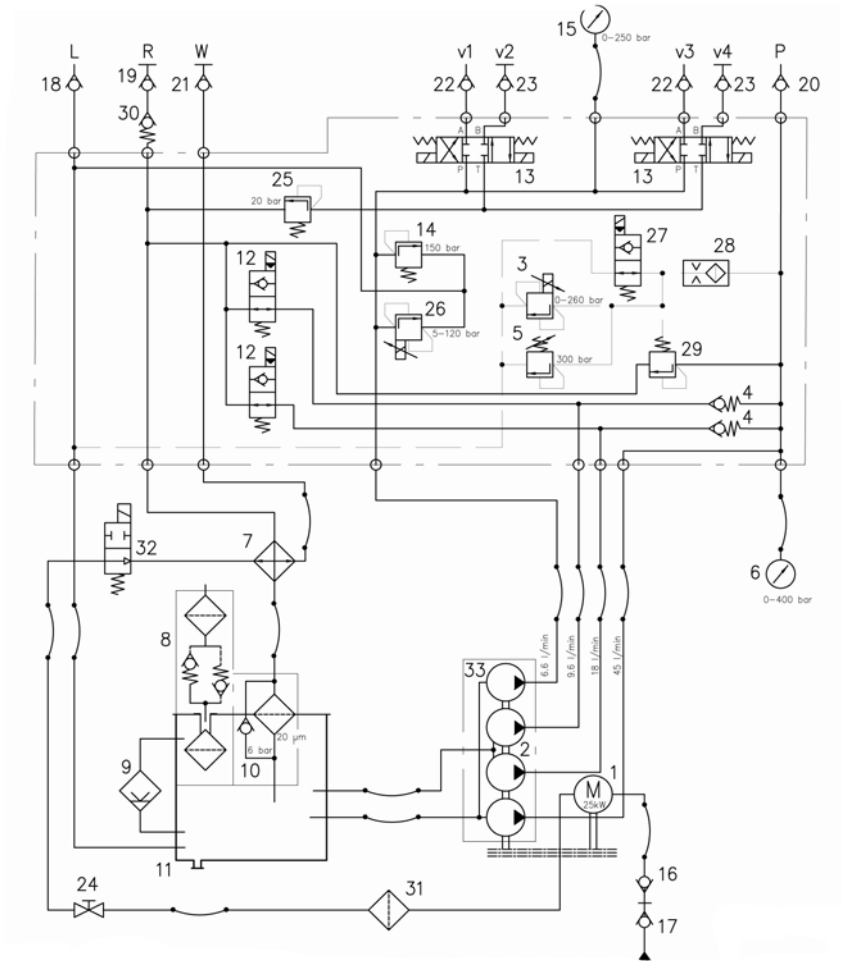 15
0-250 bar
L
R
W
v1
v2
v3
v4
P
18
19
21
22
23
22
23
20
30
A
B
A
B
P
T
P
T
13
13
25
20 bar
14
150 bar
27
28
12
3
0-260 bar
26
5-120 bar
12
5
300 bar
29
4
4
32
7
6
0-400 bar
8
33
6.6 l/min
9.6 l/min
18 l/min
45 l/min
20 µm
2
9
6 bar
10
1
M
25kW
11
16
24
31
17